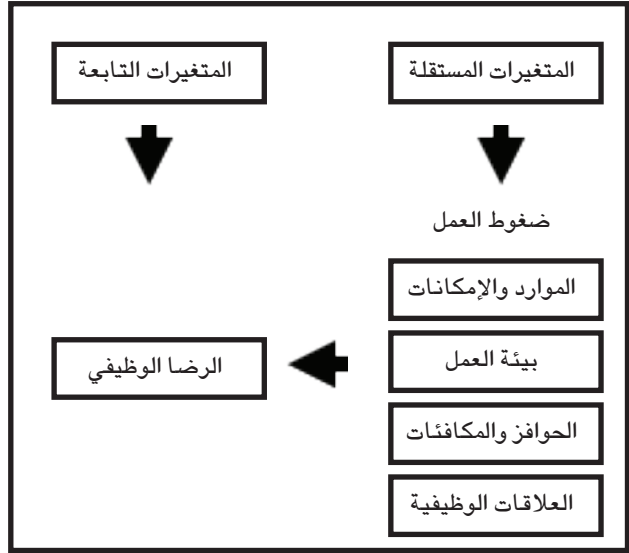 المتغيرات المستقلة
المتغيرات التابعة
ضغوط العمل
الموارد والإمكانات
بيئة العمل
الرضا الوظيفي
الحوافز والمكافئات
العلاقات الوظيفية